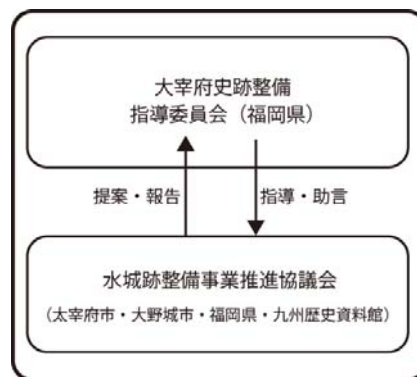 大宰府史跡整備
指導委員会（福岡県）
提案・報告
指導・助言
水城跡整備事業推進協議会
（太宰府市・大野城市・福岡県・九州歴史資料館）